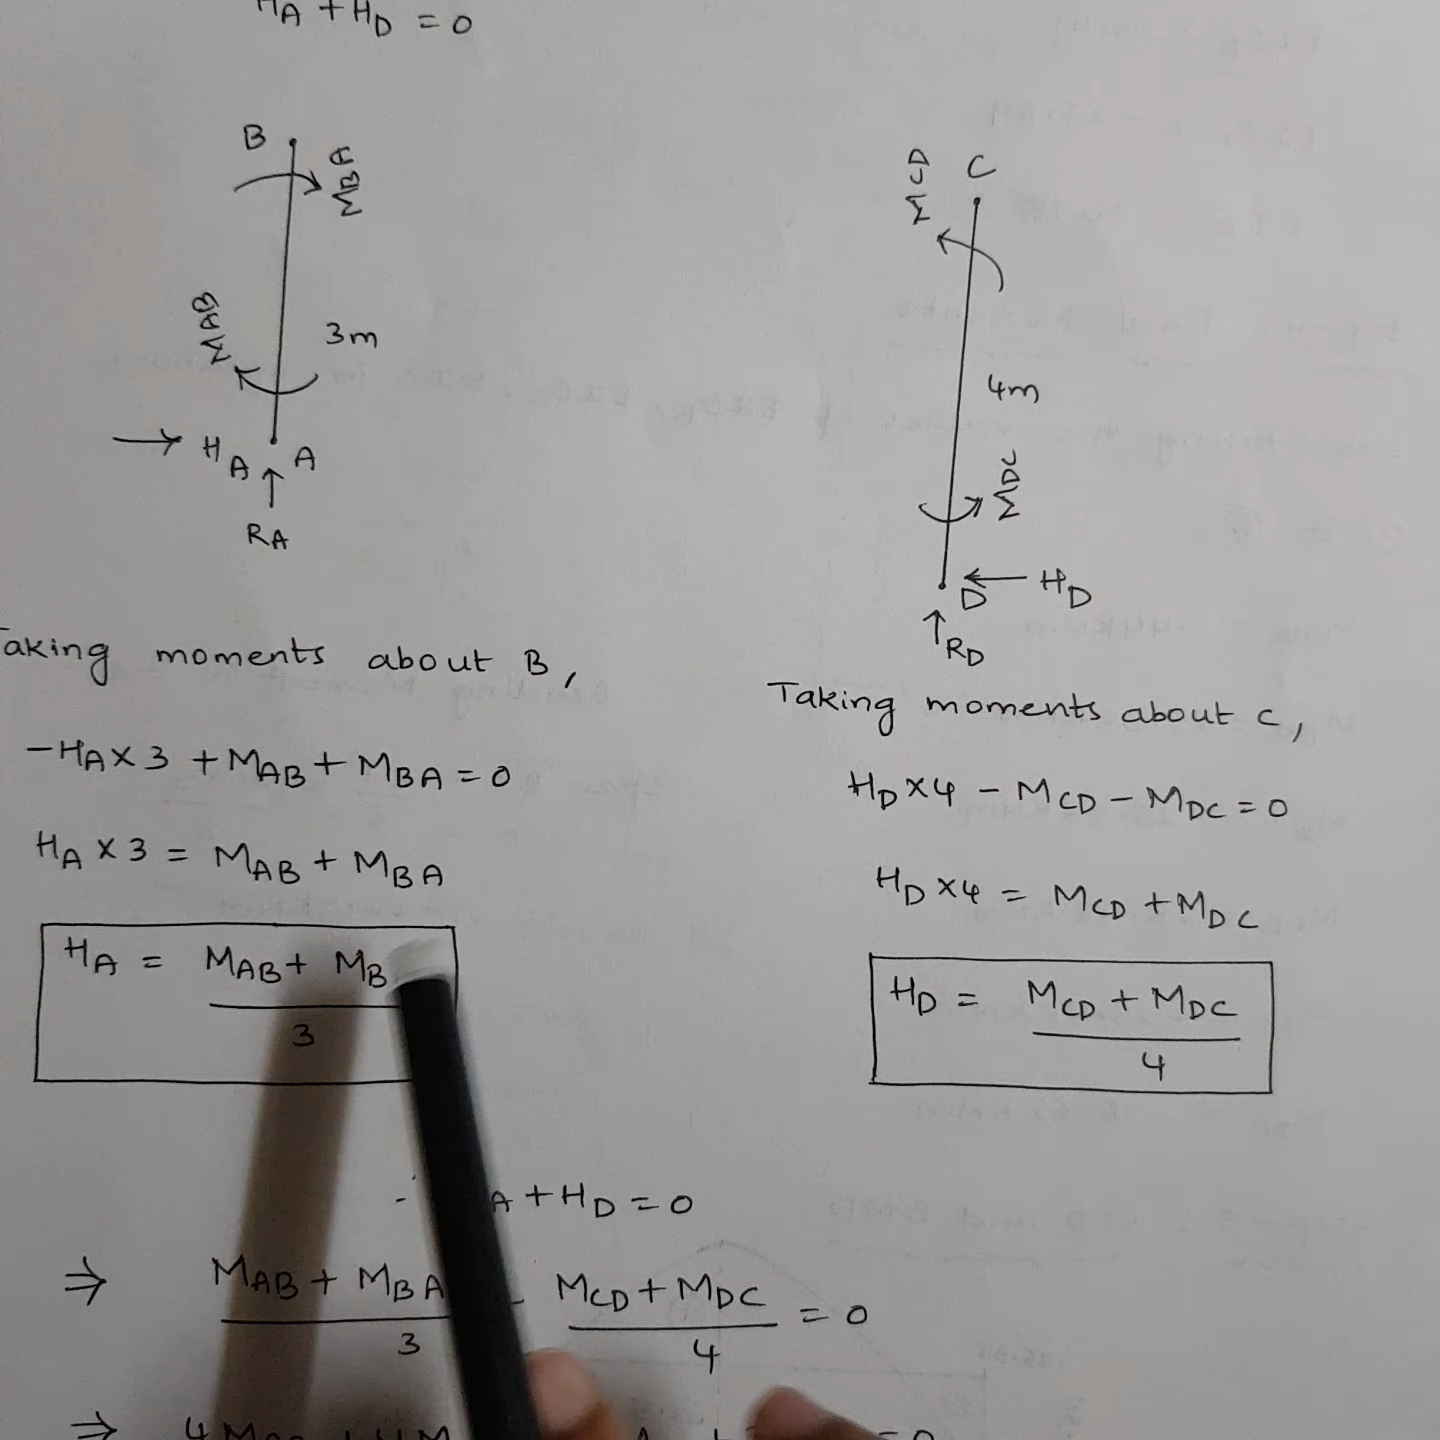 HA + HD = 0
B
MBA
MAB
3m
HA
A
RA
MCD
C
4m
MDC
D
HD
RD
Taking moments about B,
-HA × 3 + MAB + MBA = 0
HA × 3 = MAB + MBA
HA = MAB + MB
3
Taking moments about C,
HD × 4 - MCD - MDC = 0
HD × 4 = MCD + MDC
HD = MCD + MDC
4
A + HD = 0
⇒ MAB + MBA MCD + MDC = 0
3 4
⇒ = 0